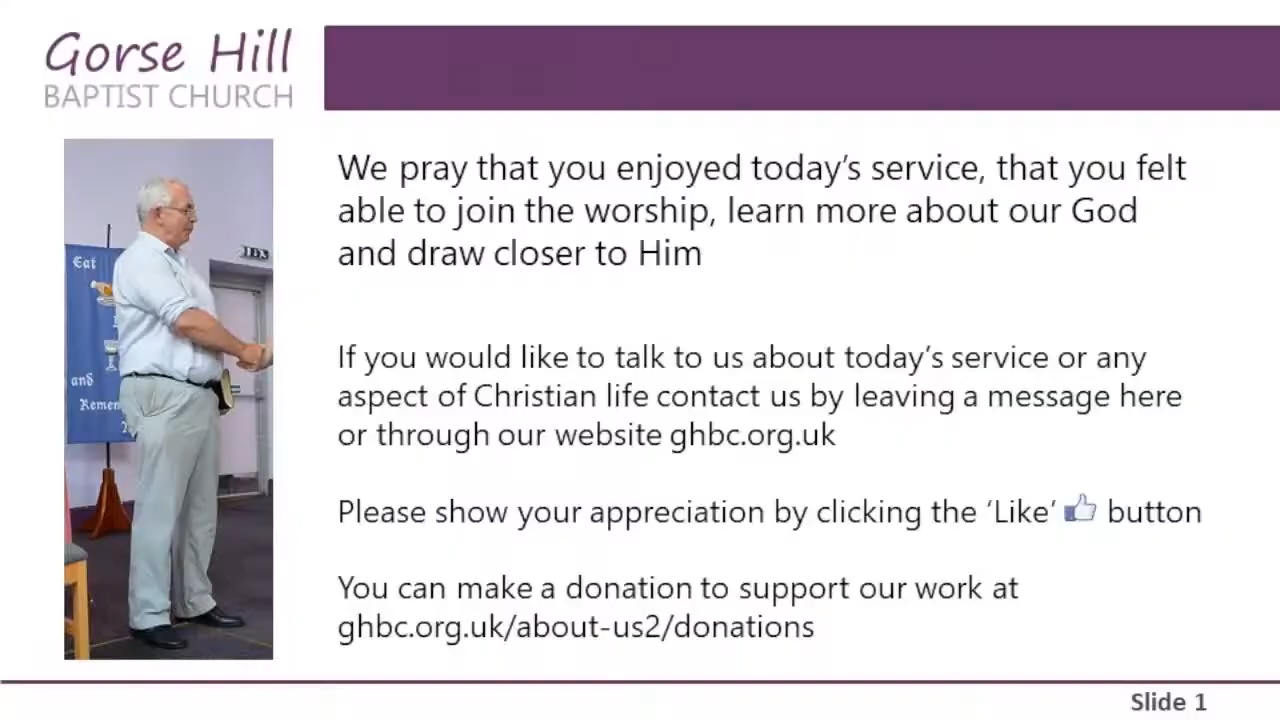 Gorse Hill
BAPTIST CHURCH
We pray that you enjoyed today's service, that you felt
able to join the worship, learn more about our God
and draw closer to Him
Eat
and
Remem
If you would like to talk to us about today's service or any
aspect of Christian life contact us by leaving a message here
or through our website ghbc.org.uk
Please show your appreciation by clicking the ‘Like’ button
You can make a donation to support our work at
ghbc.org.uk/about-us2/donations
Slide 1